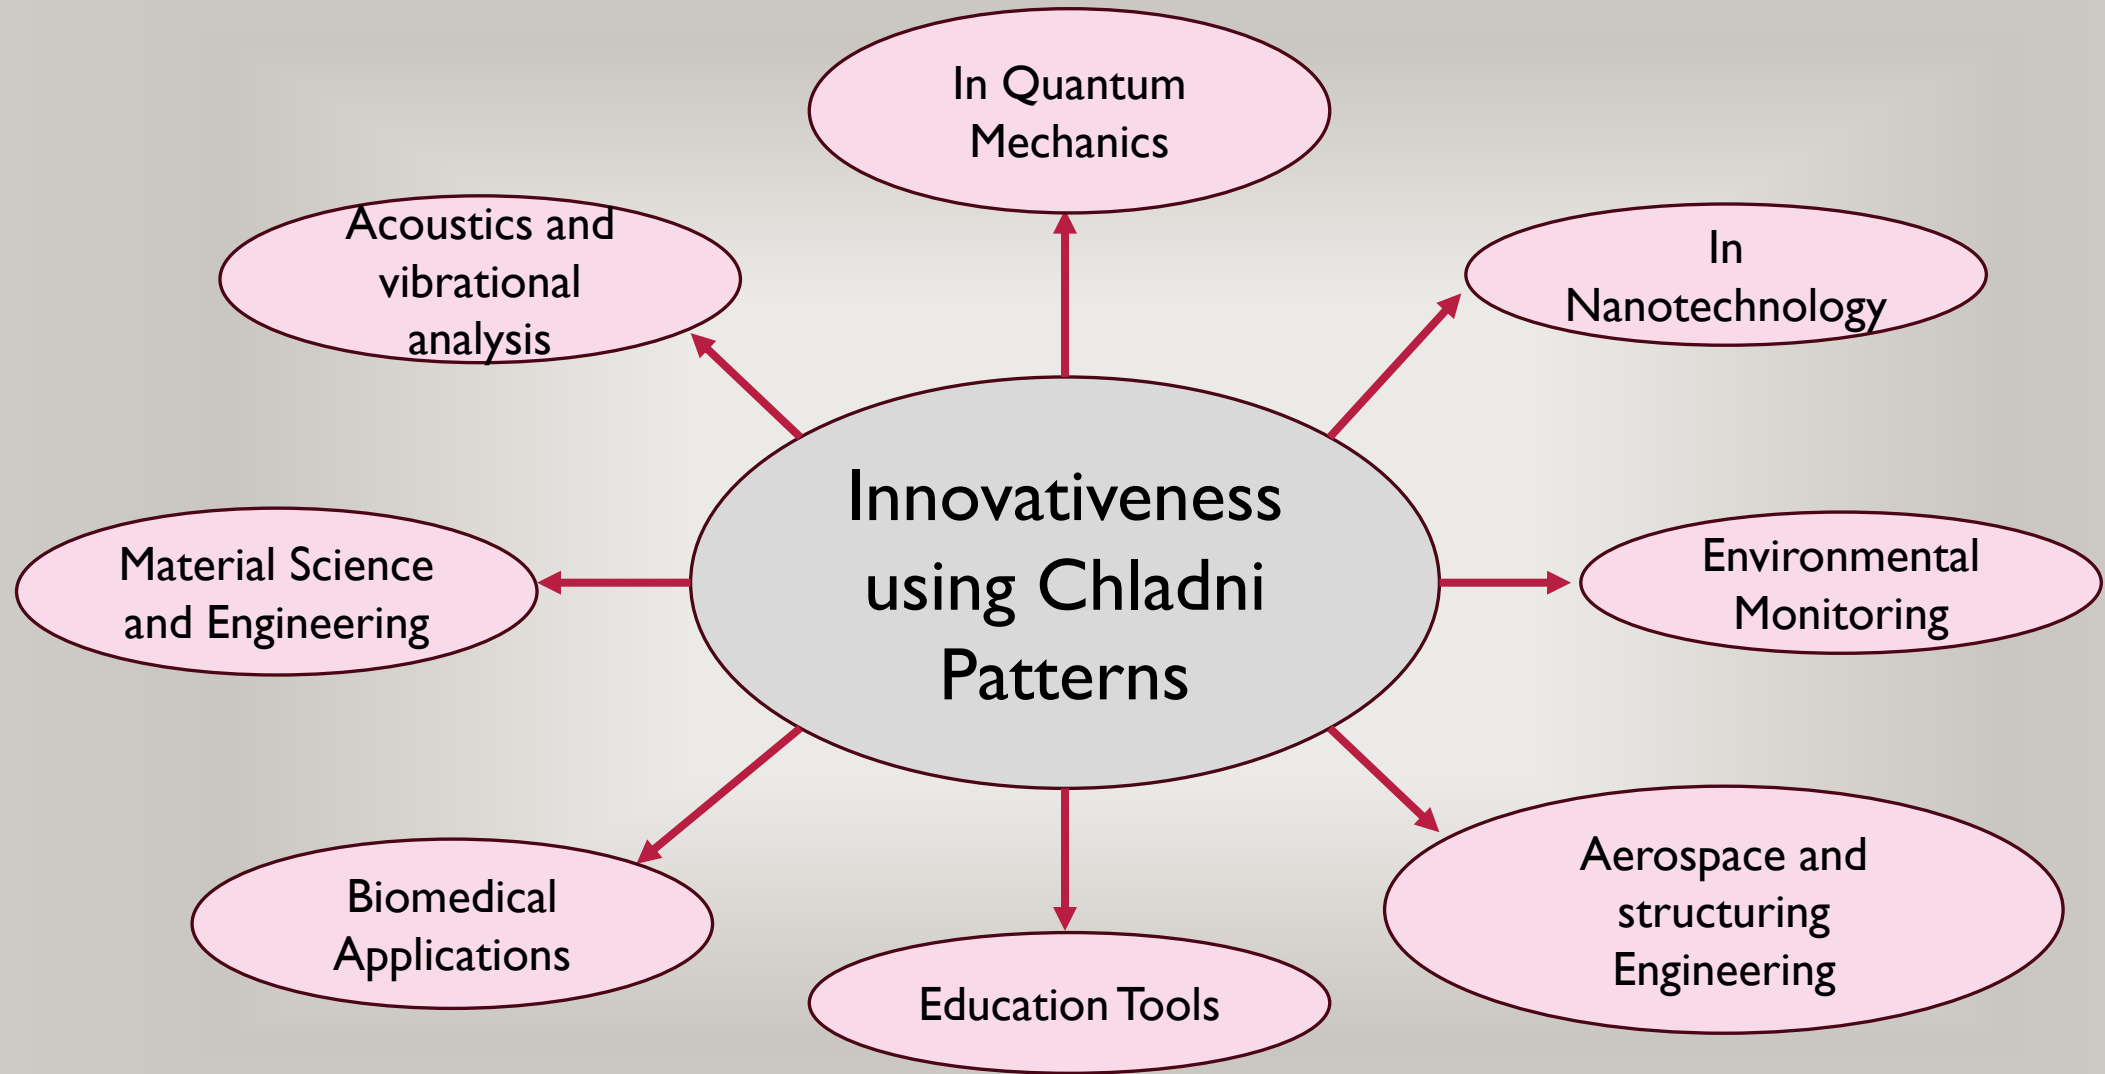 In Quantum
Mechanics
Acoustics and
vibrational
analysis
In
Nanotechnology
Innovativeness
using Chladni
Patterns
Material Science
and Engineering
Environmental
Monitoring
Biomedical
Applications
Aerospace and
structuring
Engineering
Education Tools